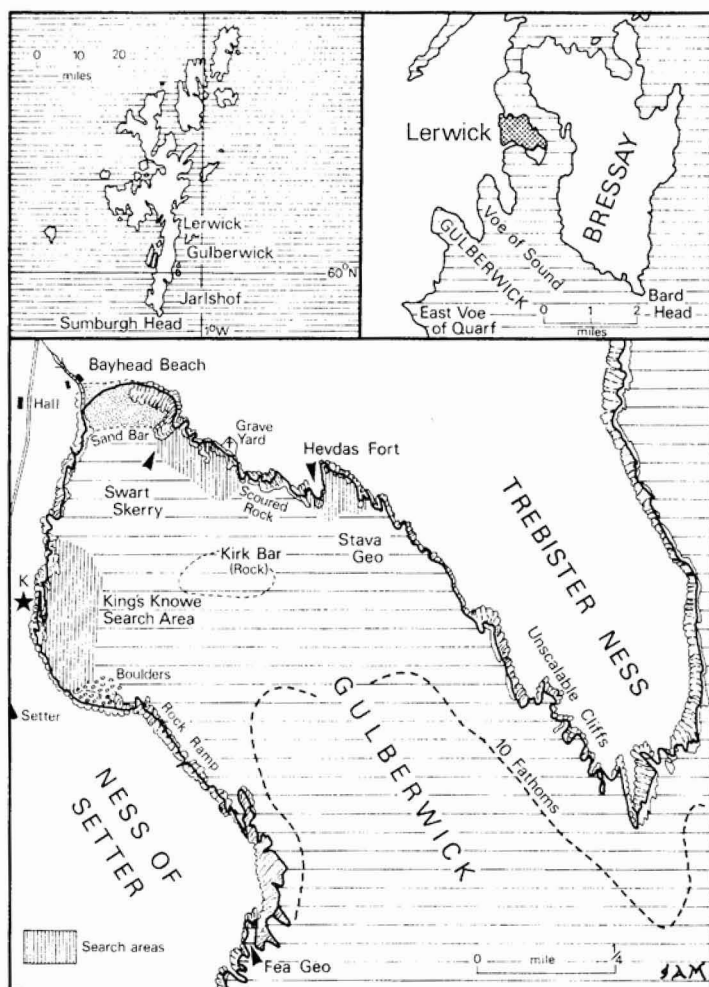 0 10 20
miles
Lerwick
Gulberwick
60°N
Jarlshof
Sumburgh Head
1°W
Lerwick
BRESSAY
Voe of Sound
GULBERWICK
Bard
Head
East Voe
of Quarf
0 1 2
miles
Bayhead Beach
Hall
Sand Bar
Grave
Yard
Hevdas Fort
Swart
Skerry
Scoured
Rock
Stava
Geo
Kirk Bar
(Rock)
TREBISTER NESS
K
King's Knowe
Search Area
Boulders
Setter
Unscalable Cliffs
Rock Ramp
GULBERWICK
10 Fathoms
NESS OF
SETTER
Search areas
Fea Geo
0 mile